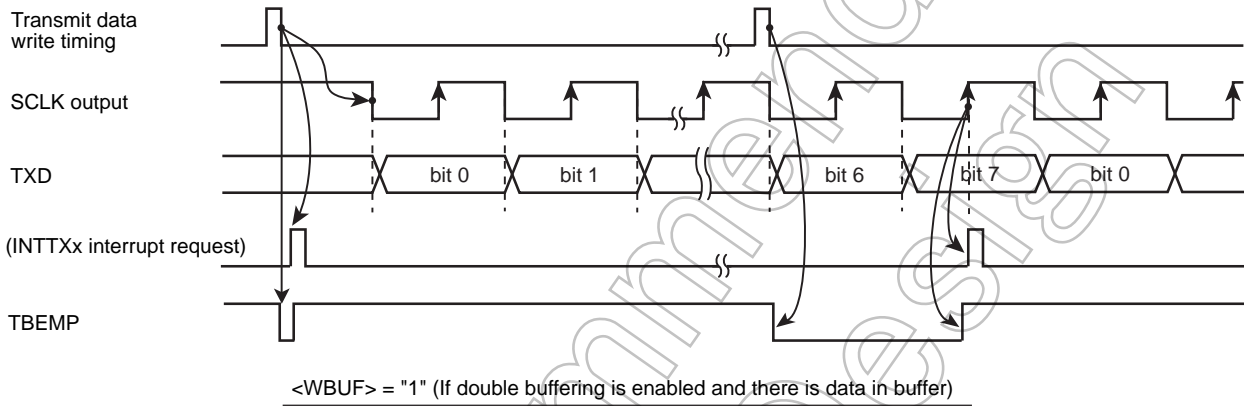 Transmit data
write timing
SCLK output
TXD
bit 0
bit 1
bit 6
bit 7
bit 0
(INTTXx interrupt request)
TBEMP
<WBUF> = "1" (If double buffering is enabled and there is data in buffer)